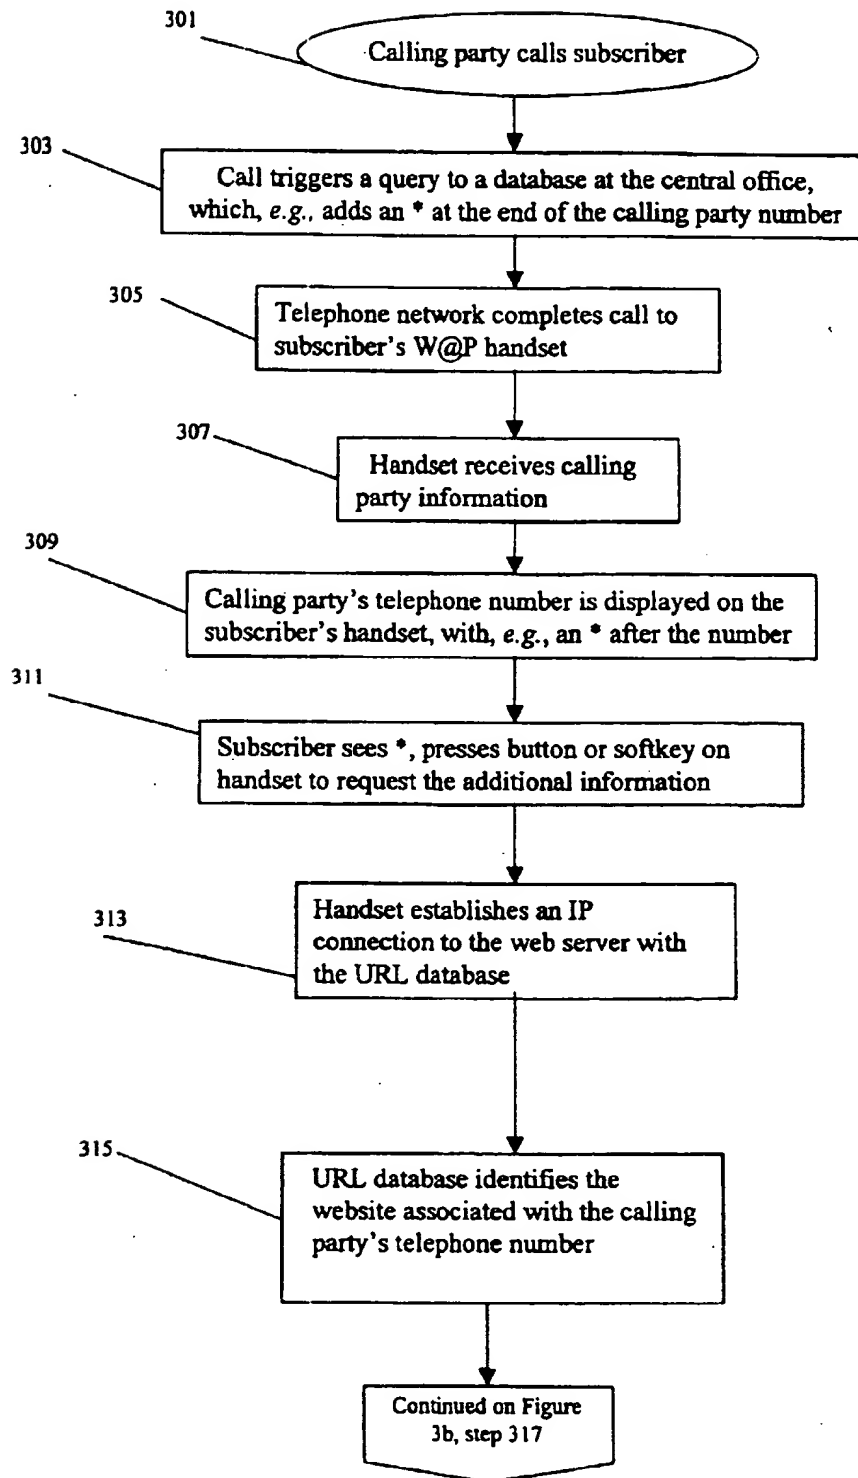 301
Calling party calls subscriber
303
Call triggers a query to a database at the central office,
which, e.g., adds an * at the end of the calling party number
305
Telephone network completes call to
subscriber's W@P handset
307
Handset receives calling
party information
309
Calling party's telephone number is displayed on the
subscriber's handset, with, e.g., an * after the number
311
Subscriber sees *, presses button or softkey on
handset to request the additional information
313
Handset establishes an IP
connection to the web server with
the URL database
315
URL database identifies the
website associated with the calling
party's telephone number
Continued on Figure
3b, step 317